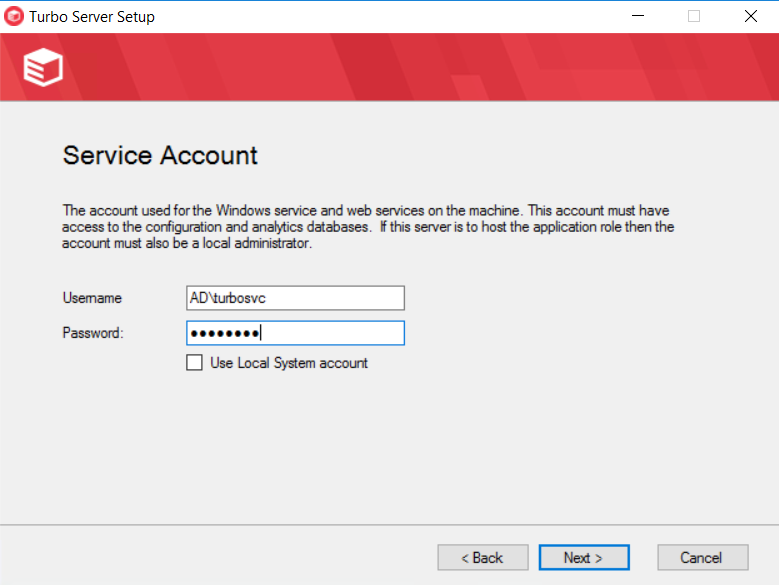 Turbo Server Setup
Service Account
The account used for the Windows service and web services on the machine. This account must have
access to the configuration and analytics databases.  If this server is to host the application role then the
account must also be a local administrator.
Username
AD\turbosvc
Password:
●●●●●●●●
Use Local System account
< Back
Next >
Cancel